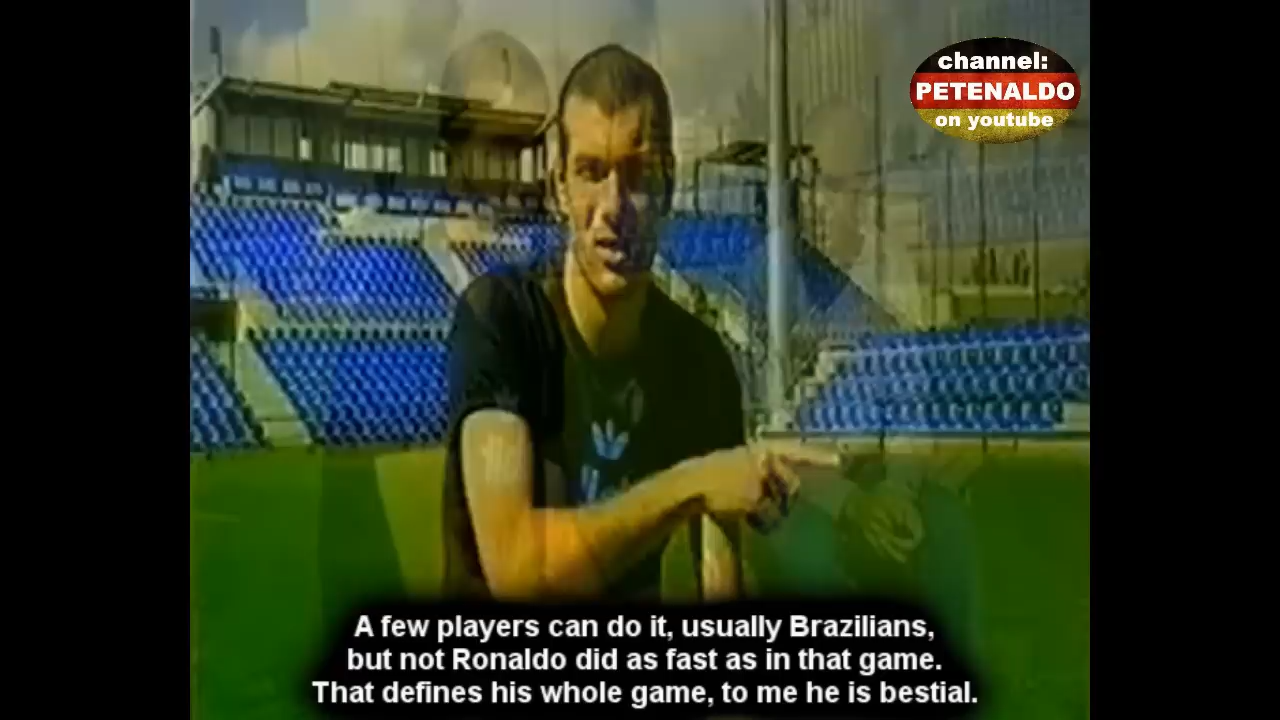 channel:
PETENALDO
on youtube
A few players can do it, usually Brazilians,
but not Ronaldo did as fast as in that game.
That defines his whole game, to me he is bestial.